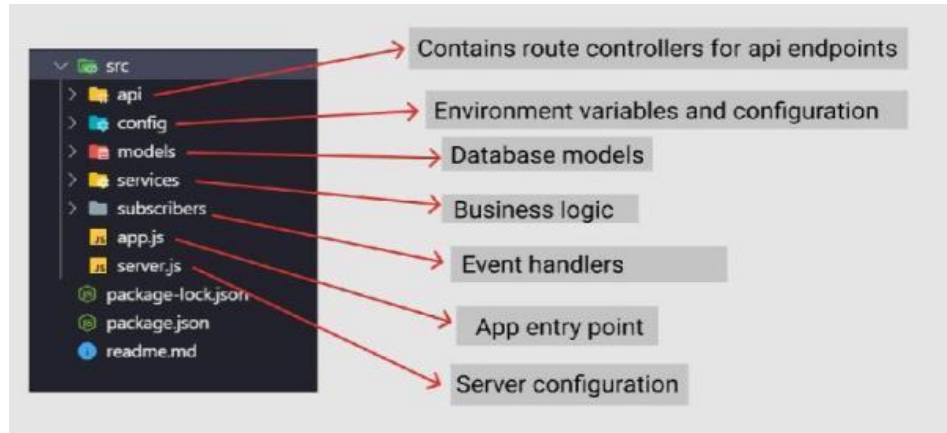 src
api
config
models
services
subscribers
JS app.js
JS server.js
package-lock.json
package.json
readme.md
Contains route controllers for api endpoints
Environment variables and configuration
Database models
Business logic
Event handlers
App entry point
Server configuration